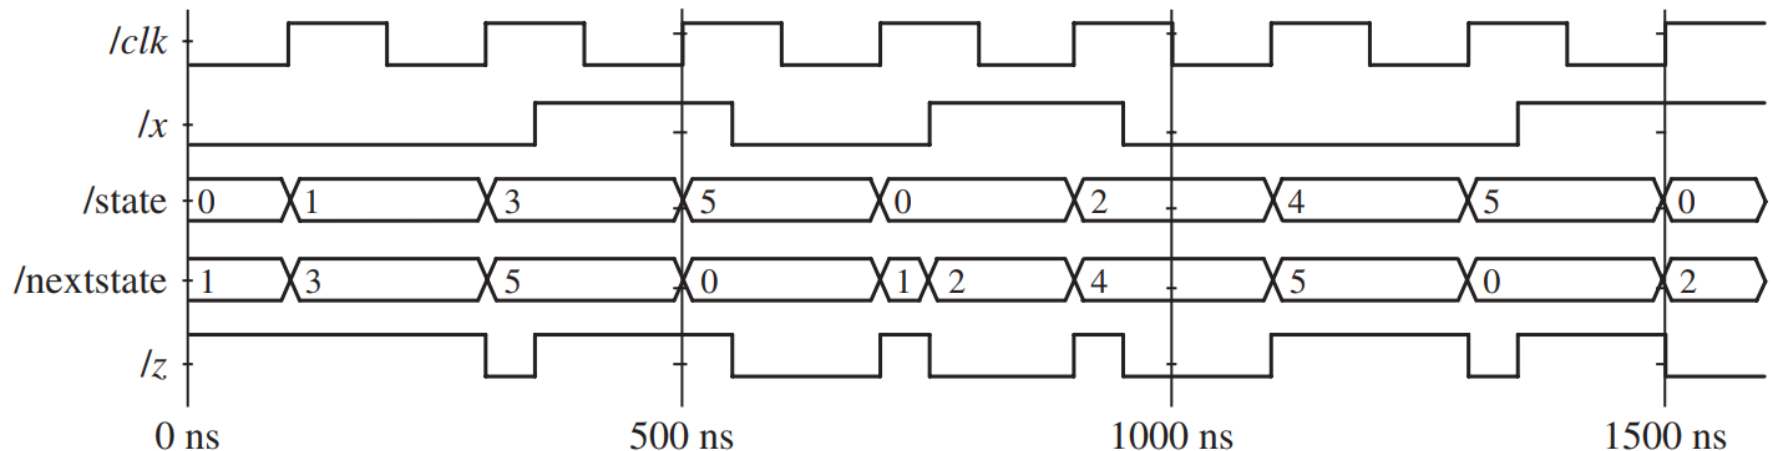 /clk
/x
/state 0 1 3 5 0 2 4 5 0
/nextstate 1 3 5 0 1 2 4 5 0 2
/z
0 ns 500 ns 1000 ns 1500 ns